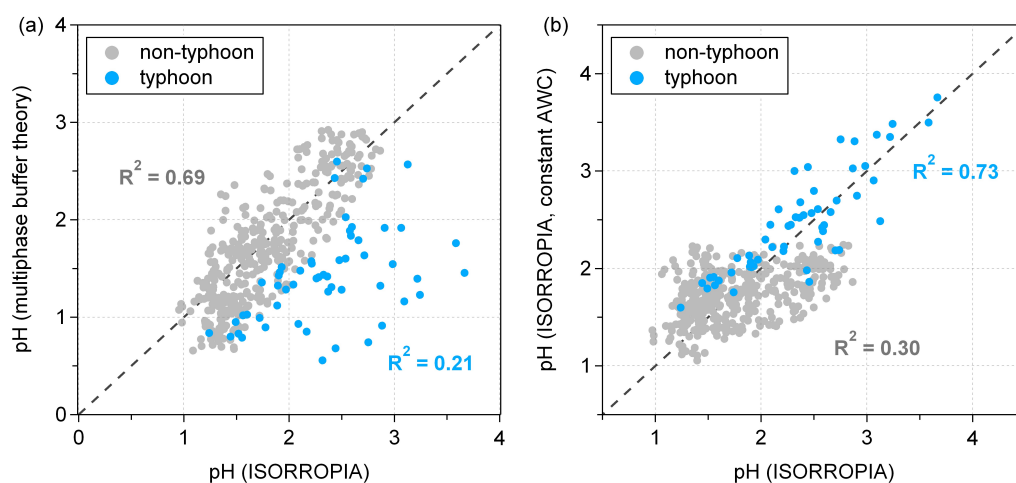 (a)
4
3
2
1
0
pH (multiphase buffer theory)
non-typhoon
typhoon
R² = 0.69
R² = 0.21
0 1 2 3 4
pH (ISORROPIA)
(b)
4
3
2
1
pH (ISORROPIA, constant AWC)
non-typhoon
typhoon
R² = 0.73
R² = 0.30
1 2 3 4
pH (ISORROPIA)